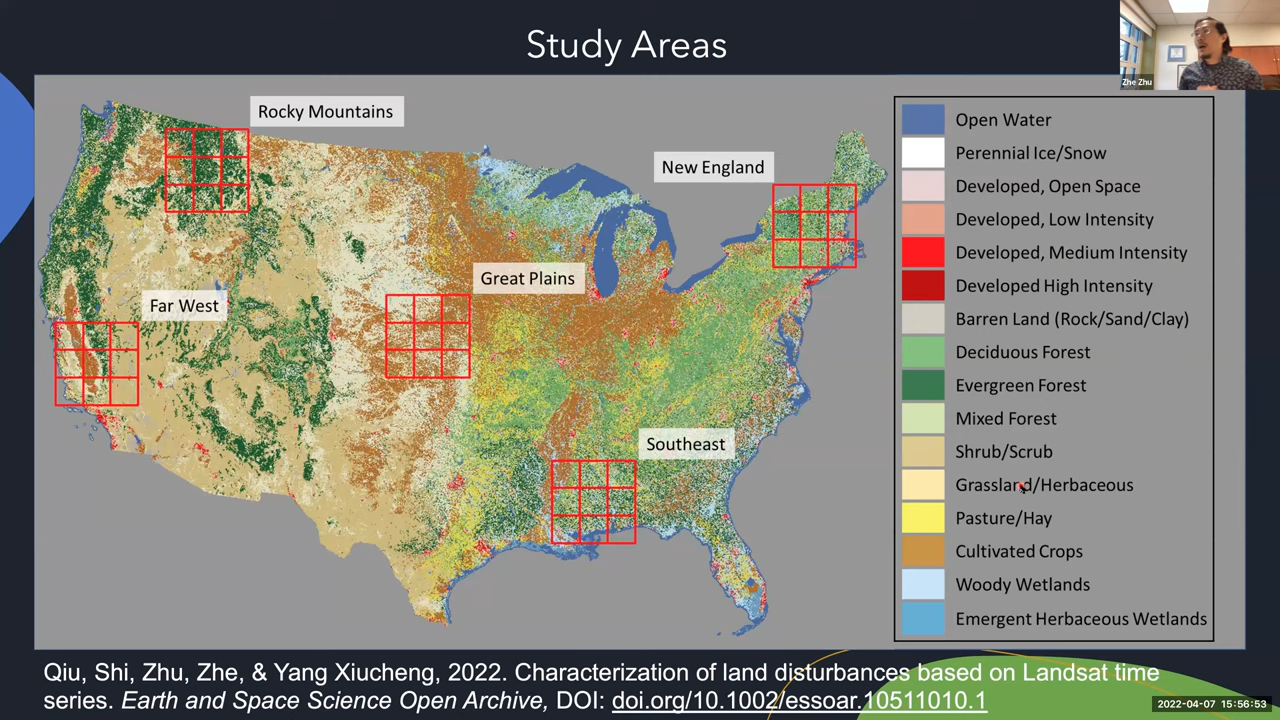 Study Areas
Zhe Zhu
Rocky Mountains
New England
Great Plains
Far West
Southeast
Open Water
Perennial Ice/Snow
Developed, Open Space
Developed, Low Intensity
Developed, Medium Intensity
Developed High Intensity
Barren Land (Rock/Sand/Clay)
Deciduous Forest
Evergreen Forest
Mixed Forest
Shrub/Scrub
Grassland/Herbaceous
Pasture/Hay
Cultivated Crops
Woody Wetlands
Emergent Herbaceous Wetlands
Qiu, Shi, Zhu, Zhe, & Yang Xiucheng, 2022. Characterization of land disturbances based on Landsat time
series. Earth and Space Science Open Archive, DOI: doi.org/10.1002/essoar.10511010.1
2022-04-07 15:56:53